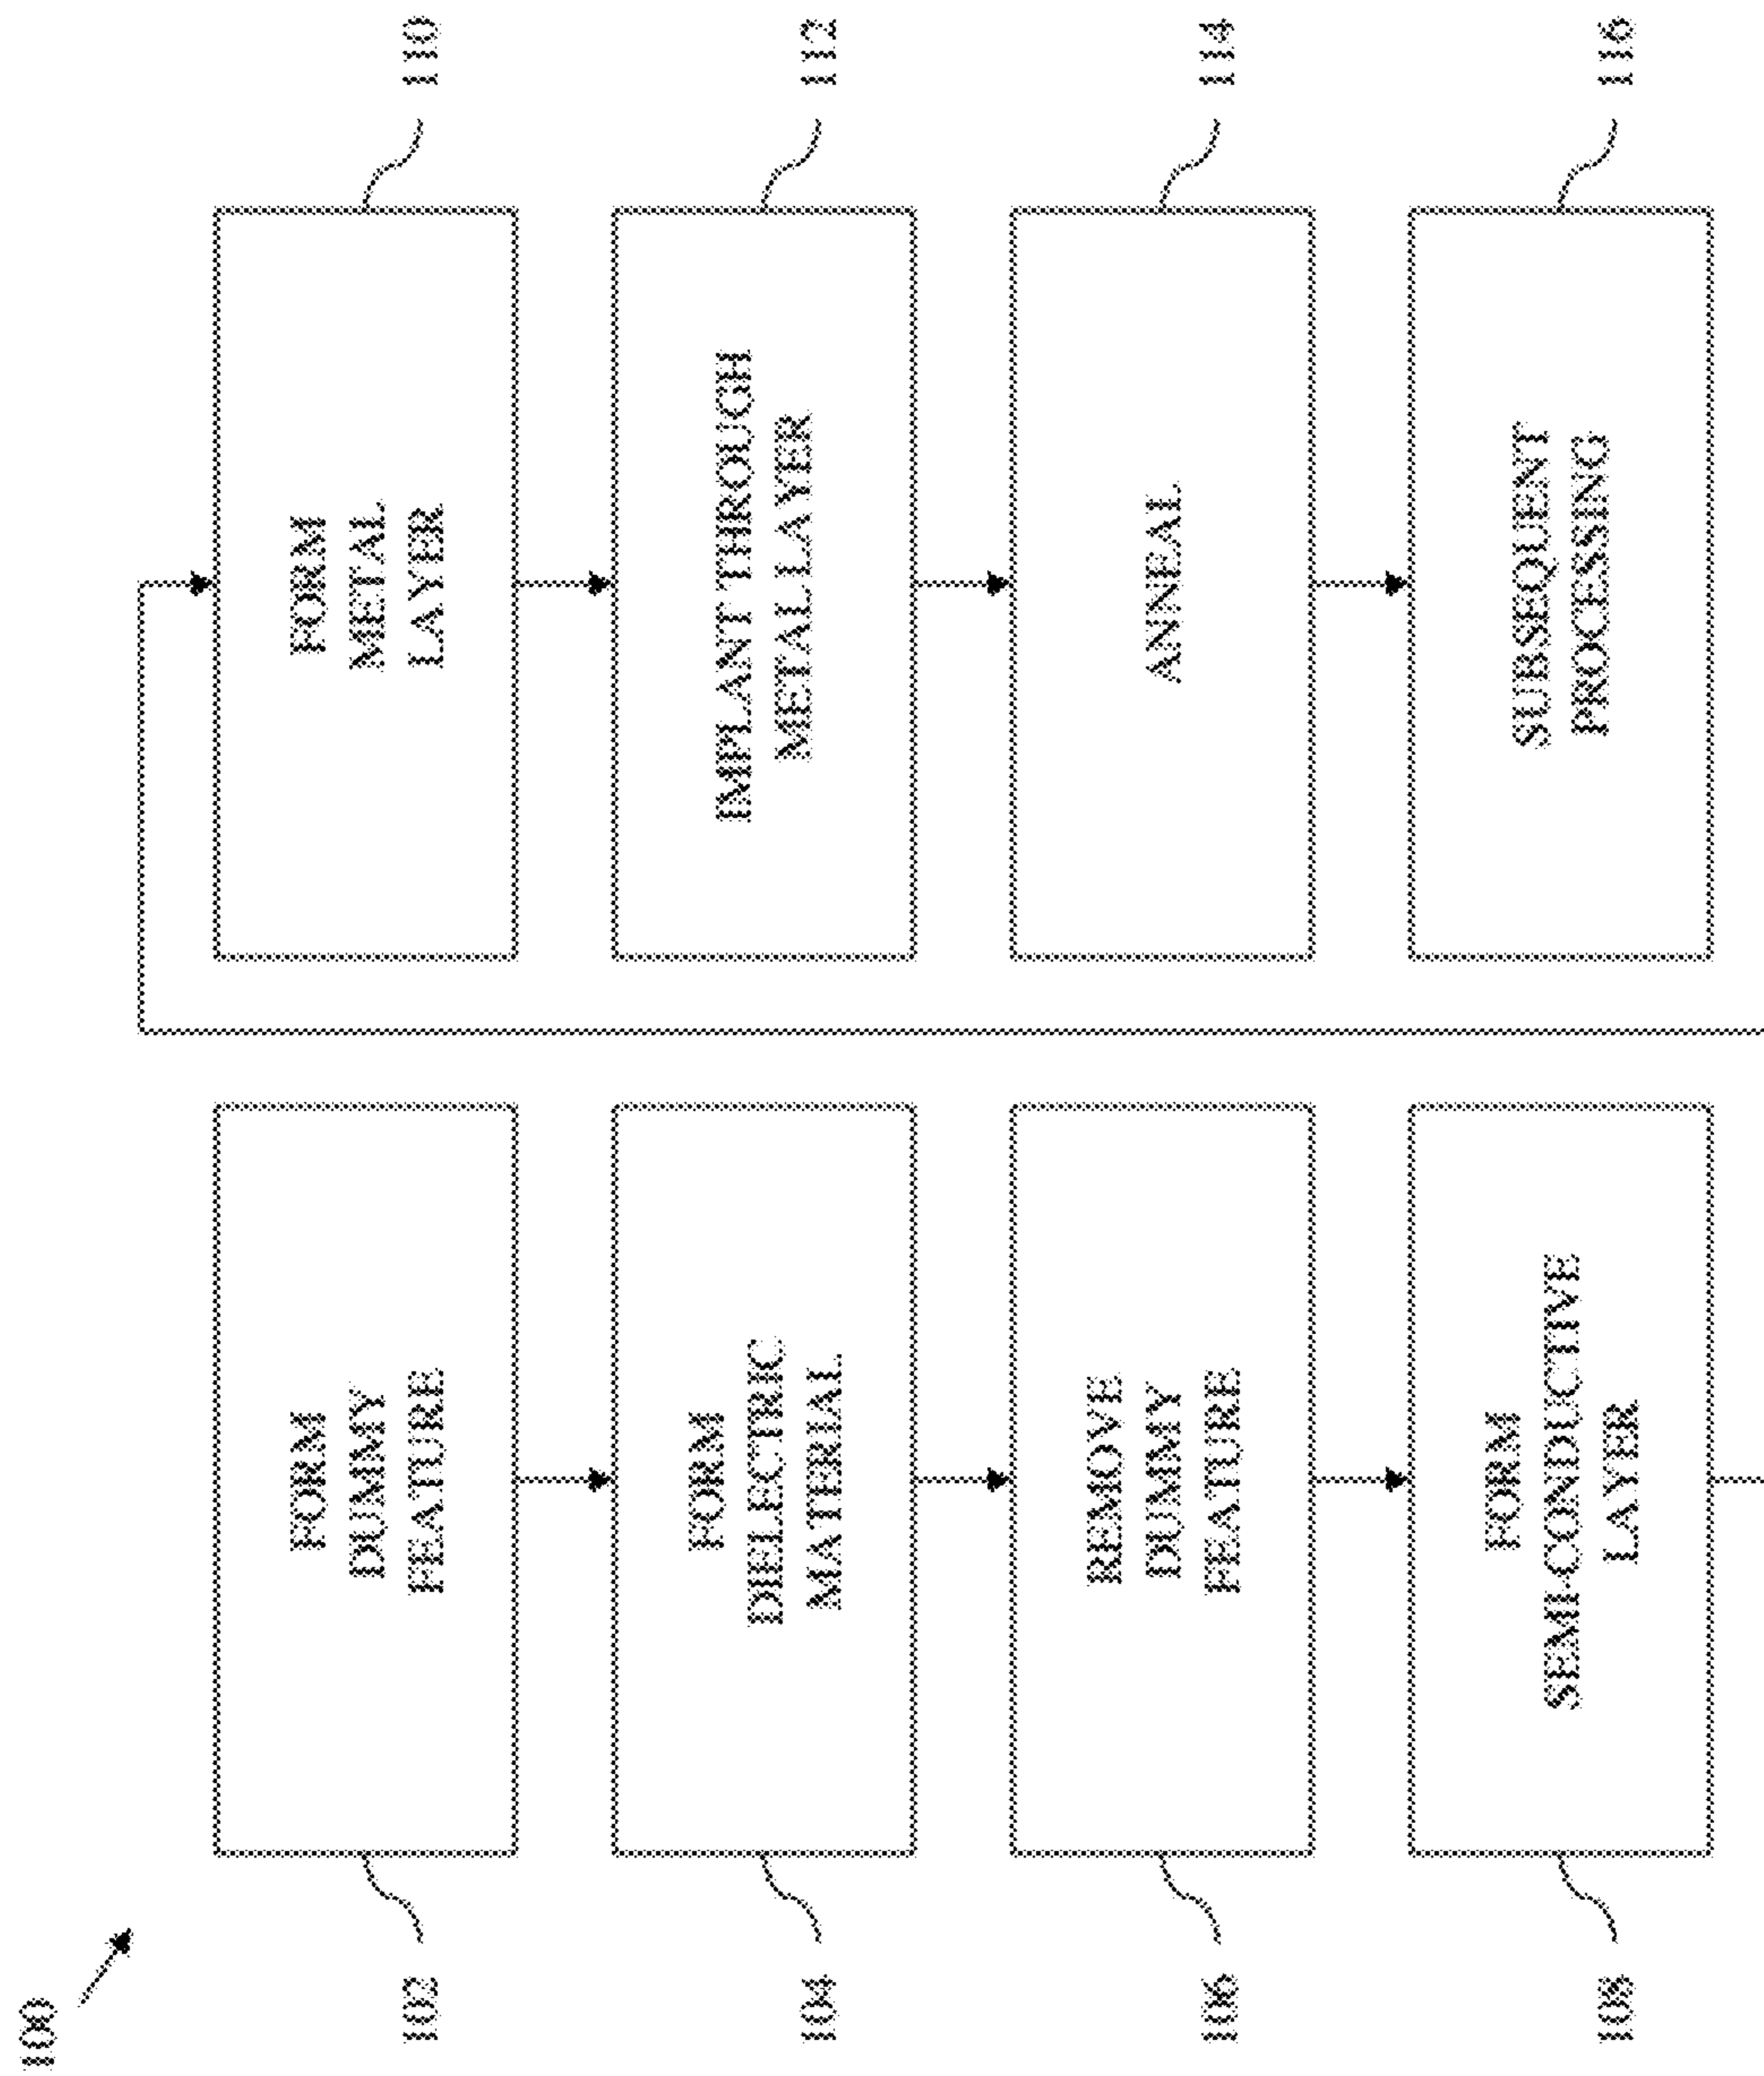 100
102
FORM
DUMMY
FEATURE
104
FORM
DIELECTRIC
MATERIAL
106
REMOVE
DUMMY
FEATURE
108
FORM
SEMI-CONDUCTIVE
LAYER
FORM
METAL
LAYER
110
IMPLANT THROUGH
METAL LAYER
112
ANNEAL
114
SUBSEQUENT
PROCESSING
116